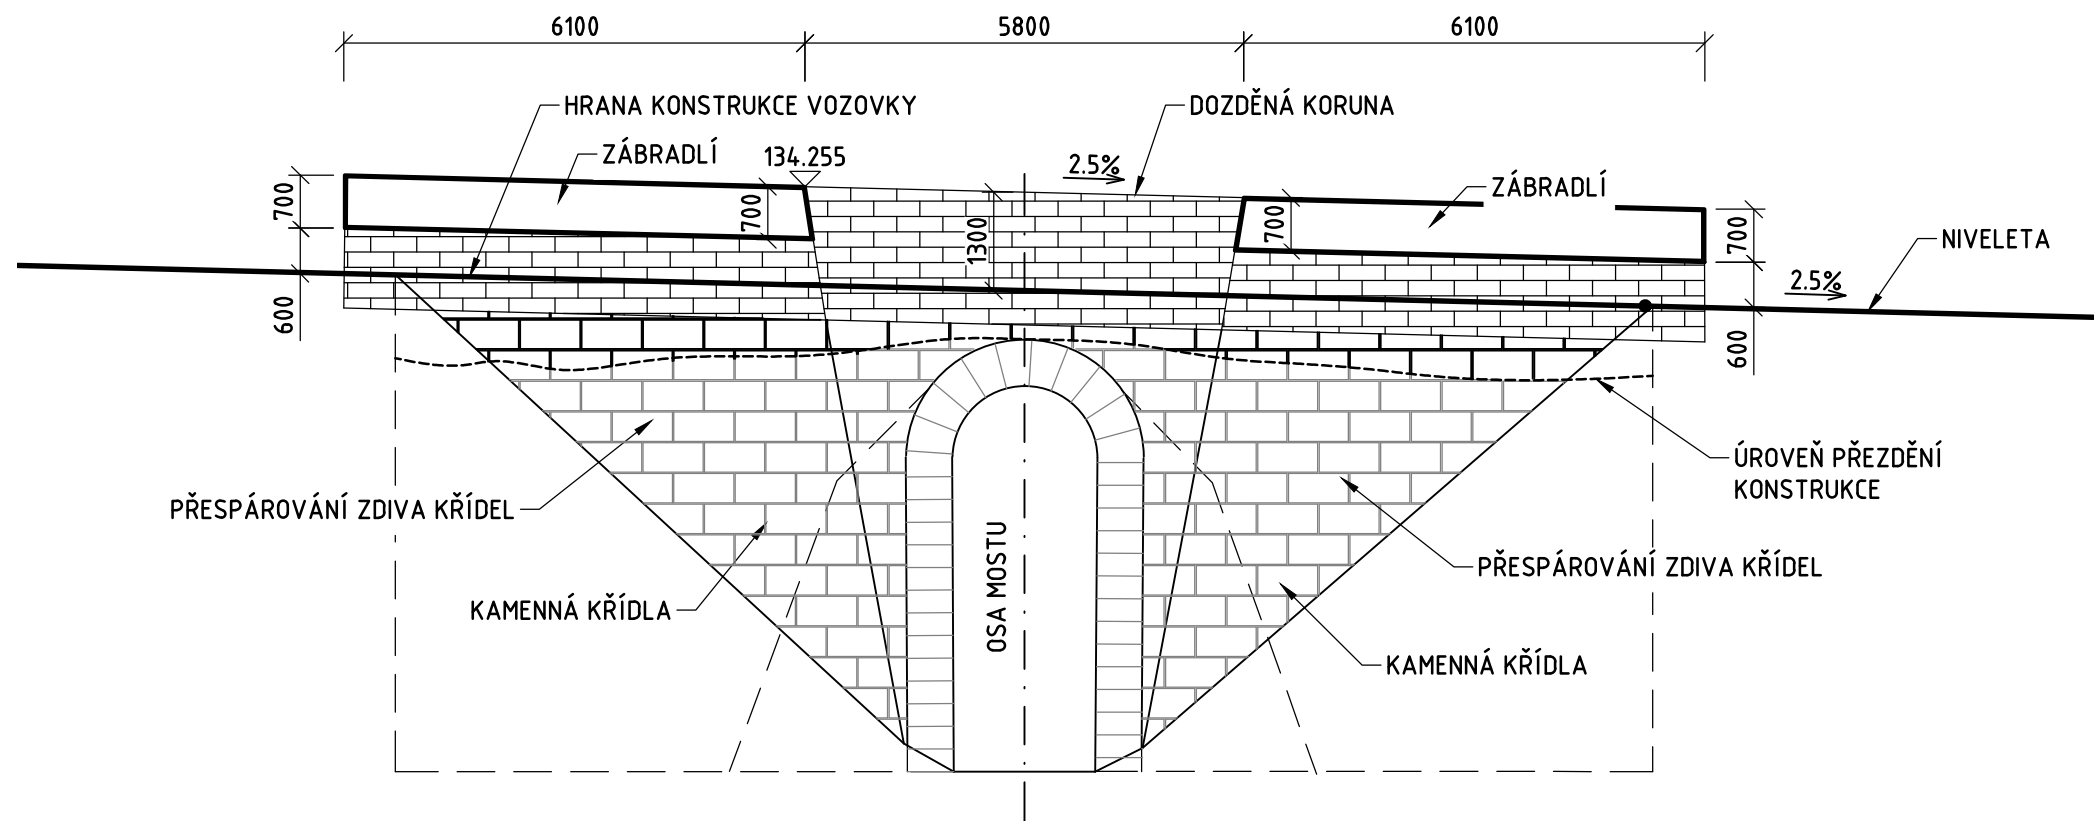 6100
5800
6100
HRANA KONSTRUKCE VOZOVKY
DOZDĚNÁ KORUNA
ZÁBRADLÍ
134.255
2.5%
ZÁBRADLÍ
700
700
1300
700
700
NIVELETA
2.5%
600
600
ÚROVEŇ PŘEZDĚNÍ
KONSTRUKCE
PŘESPÁROVÁNÍ ZDIVA KŘÍDEL
OSA MOSTU
PŘESPÁROVÁNÍ ZDIVA KŘÍDEL
KAMENNÁ KŘÍDLA
KAMENNÁ KŘÍDLA